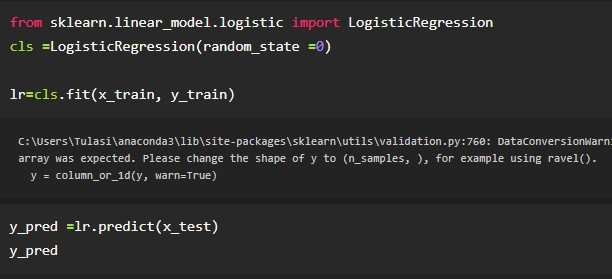 from sklearn.linear_model.logistic import LogisticRegression
cls =LogisticRegression(random_state =0)
lr=cls.fit(x_train, y_train)
C:\Users\Tulasi\anaconda3\lib\site-packages\sklearn\utils\validation.py:760: DataConversionWarn
array was expected. Please change the shape of y to (n_samples, ), for example using ravel().
y = column_or_1d(y, warn=True)
y_pred =lr.predict(x_test)
y_pred